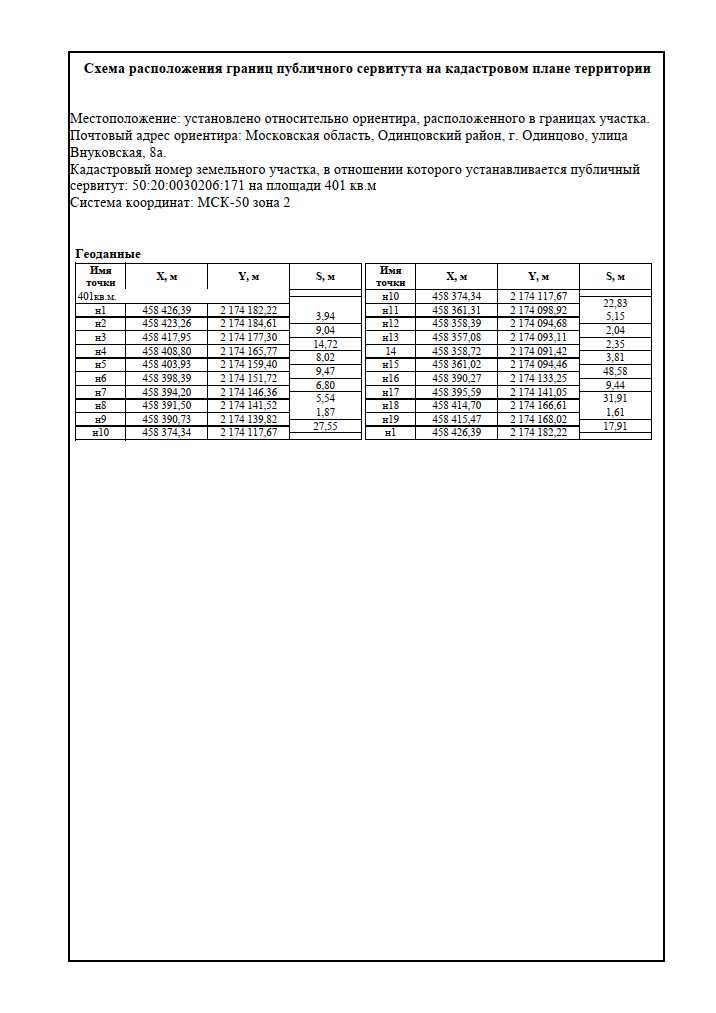 Схема расположения границ публичного сервитута на кадастровом плане территории
Местоположение: установлено относительно ориентира, расположенного в границах участка.
Почтовый адрес ориентира: Московская область, Одинцовский район, г. Одинцово, улица
Внуковская, 8а.
Кадастровый номер земельного участка, в отношении которого устанавливается публичный
сервитут: 50:20:0030206:171 на площади 401 кв.м
Система координат: МСК-50 зона 2
Геоданные
Имя точки X, м Y, м S, м
401кв.м.
н1 458 426,39 2 174 182,22
3,94
н2 458 423,26 2 174 184,61
9,04
н3 458 417,95 2 174 177,30
14,72
н4 458 408,80 2 174 165,77
8,02
н5 458 403,93 2 174 159,40
9,47
н6 458 398,39 2 174 151,72
6,80
н7 458 394,20 2 174 146,36
5,54
н8 458 391,50 2 174 141,52
1,87
н9 458 390,73 2 174 139,82
27,55
н10 458 374,34 2 174 117,67
Имя точки X, м Y, м S, м
н10 458 374,34 2 174 117,67
22,83
н11 458 361,31 2 174 098,92
5,15
н12 458 358,39 2 174 094,68
2,04
н13 458 357,08 2 174 093,11
2,35
14 458 358,72 2 174 091,42
3,81
н15 458 361,02 2 174 094,46
48,58
н16 458 390,27 2 174 133,25
9,44
н17 458 395,59 2 174 141,05
31,91
н18 458 414,70 2 174 166,61
1,61
н19 458 415,47 2 174 168,02
17,91
н1 458 426,39 2 174 182,22